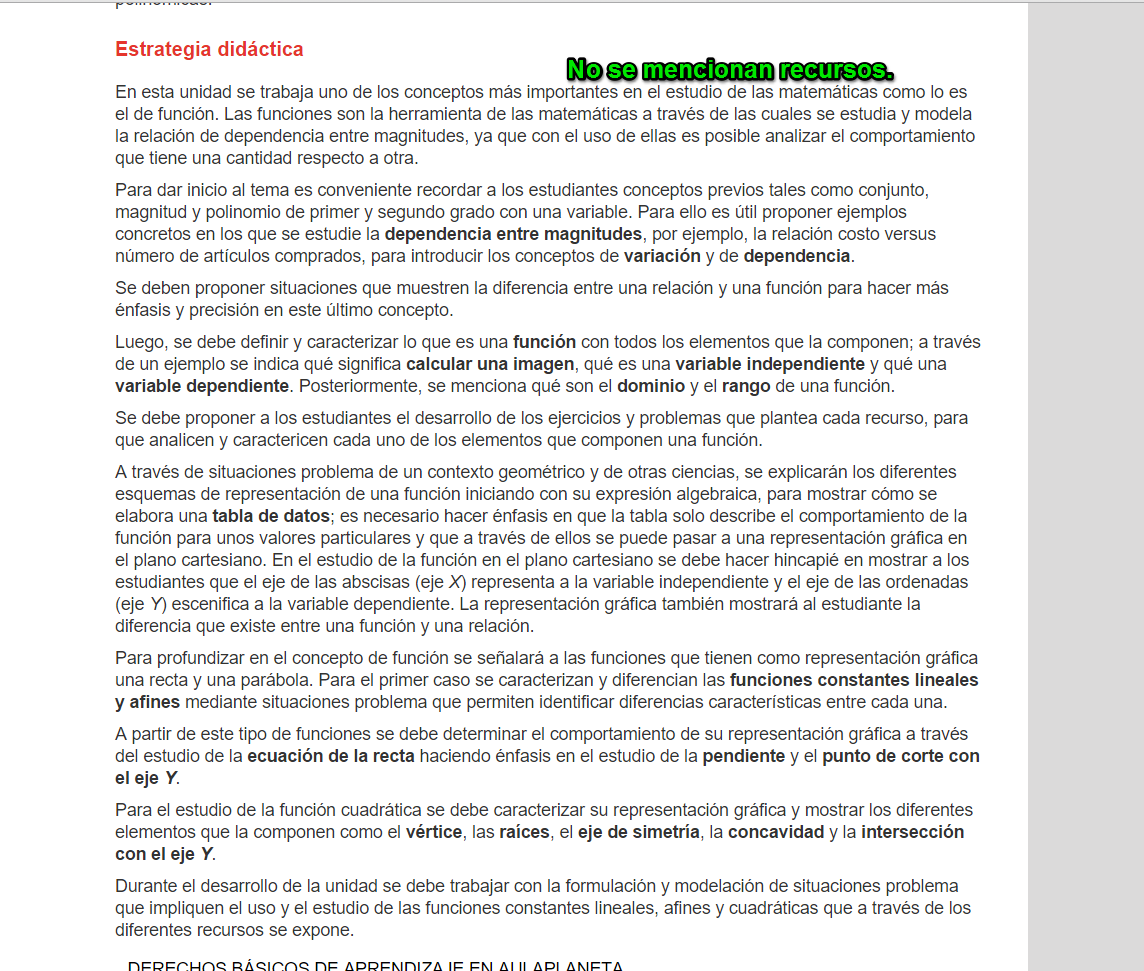 polinómicas.
Estrategia didáctica
No se mencionan recursos.
En esta unidad se trabaja uno de los conceptos más importantes en el estudio de las matemáticas como lo es
el de función. Las funciones son la herramienta de las matemáticas a través de las cuales se estudia y modela
la relación de dependencia entre magnitudes, ya que con el uso de ellas es posible analizar el comportamiento
que tiene una cantidad respecto a otra.
Para dar inicio al tema es conveniente recordar a los estudiantes conceptos previos tales como conjunto,
magnitud y polinomio de primer y segundo grado con una variable. Para ello es útil proponer ejemplos
concretos en los que se estudie la dependencia entre magnitudes, por ejemplo, la relación costo versus
número de artículos comprados, para introducir los conceptos de variación y de dependencia.
Se deben proponer situaciones que muestren la diferencia entre una relación y una función para hacer más
énfasis y precisión en este último concepto.
Luego, se debe definir y caracterizar lo que es una función con todos los elementos que la componen; a través
de un ejemplo se indica qué significa calcular una imagen, qué es una variable independiente y qué una
variable dependiente. Posteriormente, se menciona qué son el dominio y el rango de una función.
Se debe proponer a los estudiantes el desarrollo de los ejercicios y problemas que plantea cada recurso, para
que analicen y caractericen cada uno de los elementos que componen una función.
A través de situaciones problema de un contexto geométrico y de otras ciencias, se explicarán los diferentes
esquemas de representación de una función iniciando con su expresión algebraica, para mostrar cómo se
elabora una tabla de datos; es necesario hacer énfasis en que la tabla solo describe el comportamiento de la
función para unos valores particulares y que a través de ellos se puede pasar a una representación gráfica en
el plano cartesiano. En el estudio de la función en el plano cartesiano se debe hacer hincapié en mostrar a los
estudiantes que el eje de las abscisas (eje X) representa a la variable independiente y el eje de las ordenadas
(eje Y) escenifica a la variable dependiente. La representación gráfica también mostrará al estudiante la
diferencia que existe entre una función y una relación.
Para profundizar en el concepto de función se señalará a las funciones que tienen como representación gráfica
una recta y una parábola. Para el primer caso se caracterizan y diferencian las funciones constantes lineales
y afines mediante situaciones problema que permiten identificar diferencias características entre cada una.
A partir de este tipo de funciones se debe determinar el comportamiento de su representación gráfica a través
del estudio de la ecuación de la recta haciendo énfasis en el estudio de la pendiente y el punto de corte con
el eje Y.
Para el estudio de la función cuadrática se debe caracterizar su representación gráfica y mostrar los diferentes
elementos que la componen como el vértice, las raíces, el eje de simetría, la concavidad y la intersección
con el eje Y.
Durante el desarrollo de la unidad se debe trabajar con la formulación y modelación de situaciones problema
que impliquen el uso y el estudio de las funciones constantes lineales, afines y cuadráticas que a través de los
diferentes recursos se expone.
DERECHOS BÁSICOS DE APRENDIZAJE EN AULAPLANETA